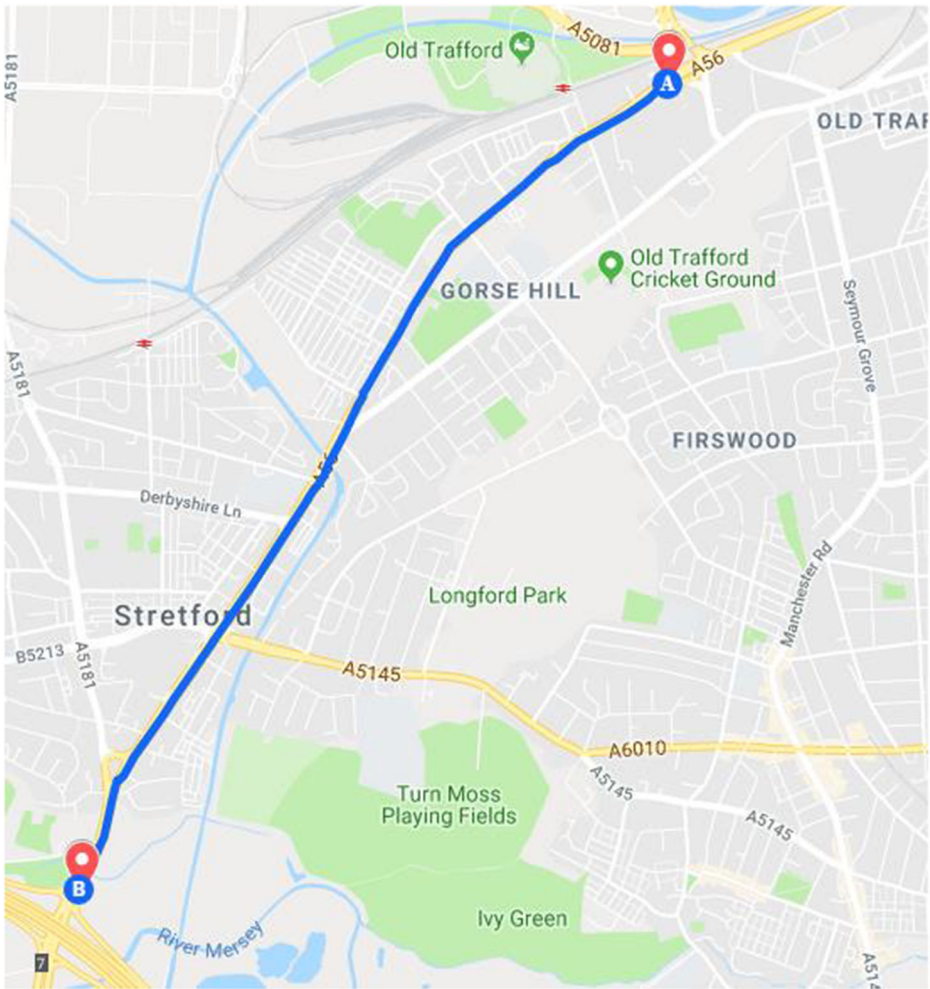 A5081
Old Trafford
A56
A
A5181
OLD TRAF
Old Trafford
Cricket Ground
GORSE HILL
Seymour Grove
A5181
FIRSWOOD
A56
Derbyshire Ln
Manchester Rd
Longford Park
Stretford
B5213
A5181
A5145
A6010
A5145
Turn Moss
Playing Fields
A5145
B
Ivy Green
River Mersey
7
A514